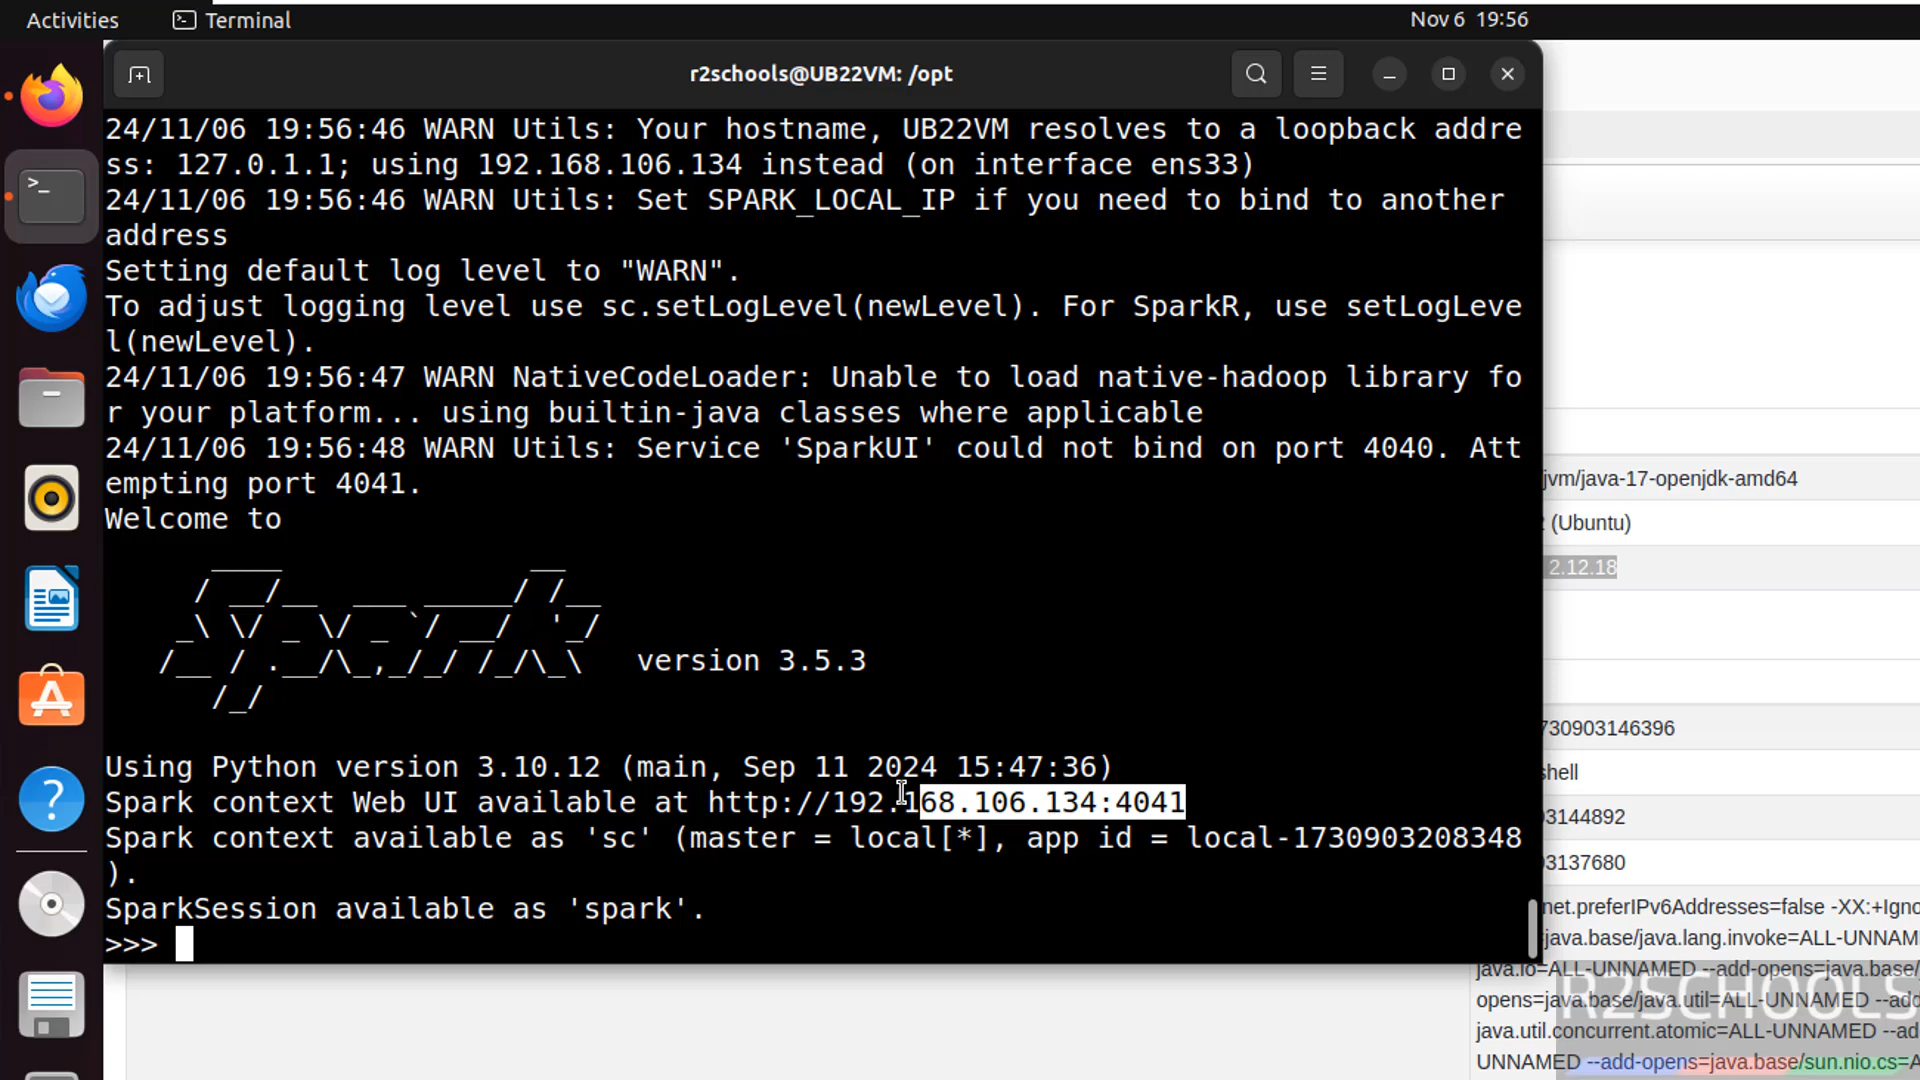 Activities
Terminal
Nov 6 19:56
r2schools@UB22VM: /opt
24/11/06 19:56:46 WARN Utils: Your hostname, UB22VM resolves to a loopback addre
ss: 127.0.1.1; using 192.168.106.134 instead (on interface ens33)
24/11/06 19:56:46 WARN Utils: Set SPARK_LOCAL_IP if you need to bind to another
address
Setting default log level to "WARN".
To adjust logging level use sc.setLogLevel(newLevel). For SparkR, use setLogLeve
l(newLevel).
24/11/06 19:56:47 WARN NativeCodeLoader: Unable to load native-hadoop library fo
r your platform... using builtin-java classes where applicable
24/11/06 19:56:48 WARN Utils: Service 'SparkUI' could not bind on port 4040. Att
empting port 4041.
Welcome to
Spark
version 3.5.3
Using Python version 3.10.12 (main, Sep 11 2024 15:47:36)
Spark context Web UI available at http://192.168.106.134:4041
Spark context available as 'sc' (master = local[*], app id = local-1730903208348
).
SparkSession available as 'spark'.
>>>
jvm/java-17-openjdk-amd64
(Ubuntu)
2.12.18
730903146396
shell
03144892
03137680
net.preferIPv6Addresses=false -XX:+Igno
java.base/java.lang.invoke=ALL-UNNAM
java.io=ALL-UNNAMED --add-opens=java.base/
opens=java.base/java.util=ALL-UNNAMED --add
java.util.concurrent.atomic=ALL-UNNAMED --ad
UNNAMED --add-opens=java.base/sun.nio.cs=A
R2SCHOOLS